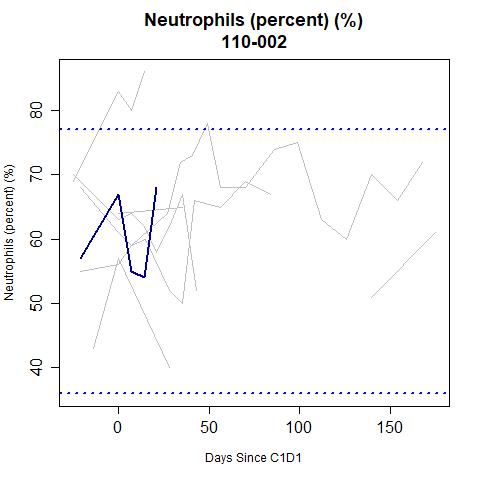 Neutrophils (percent) (%)
110-002
Neutrophils (percent) (%)
80
70
60
50
40
0 50 100 150
Days Since C1D1